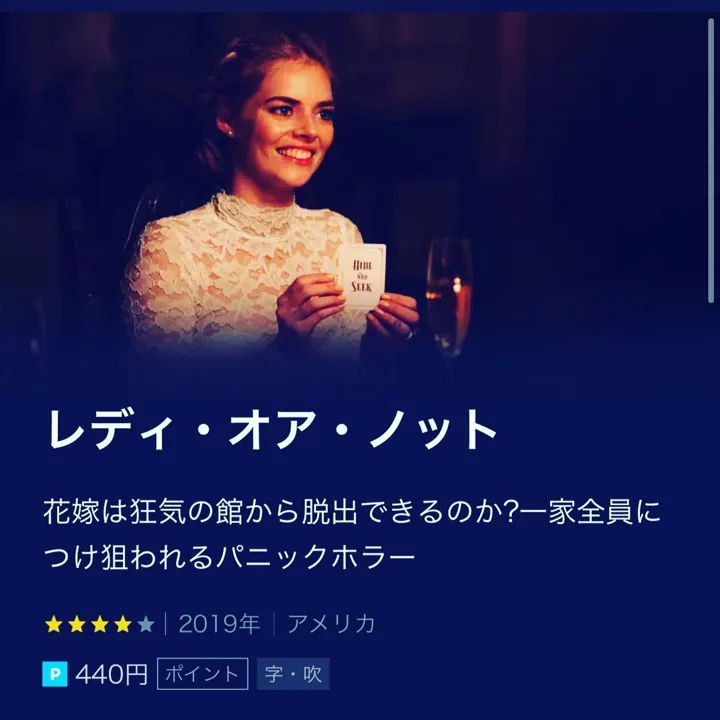 HIDE
AND
SEEK
レディ・オア・ノット
花嫁は狂気の館から脱出できるのか?一家全員に
つけ狙われるパニックホラー
★★★★★ | 2019年 | アメリカ
P 440円 ポイント 字・吹